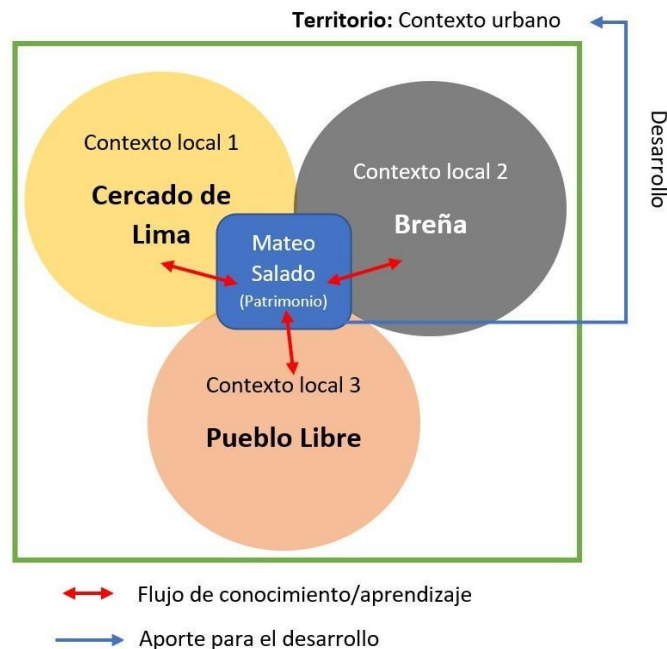 Territorio: Contexto urbano
Desarrollo
Contexto local 1
Cercado de
Lima
Contexto local 2
Breña
Mateo
Salado
(Patrimonio)
Contexto local 3
Pueblo Libre
Flujo de conocimiento/aprendizaje
Aporte para el desarrollo